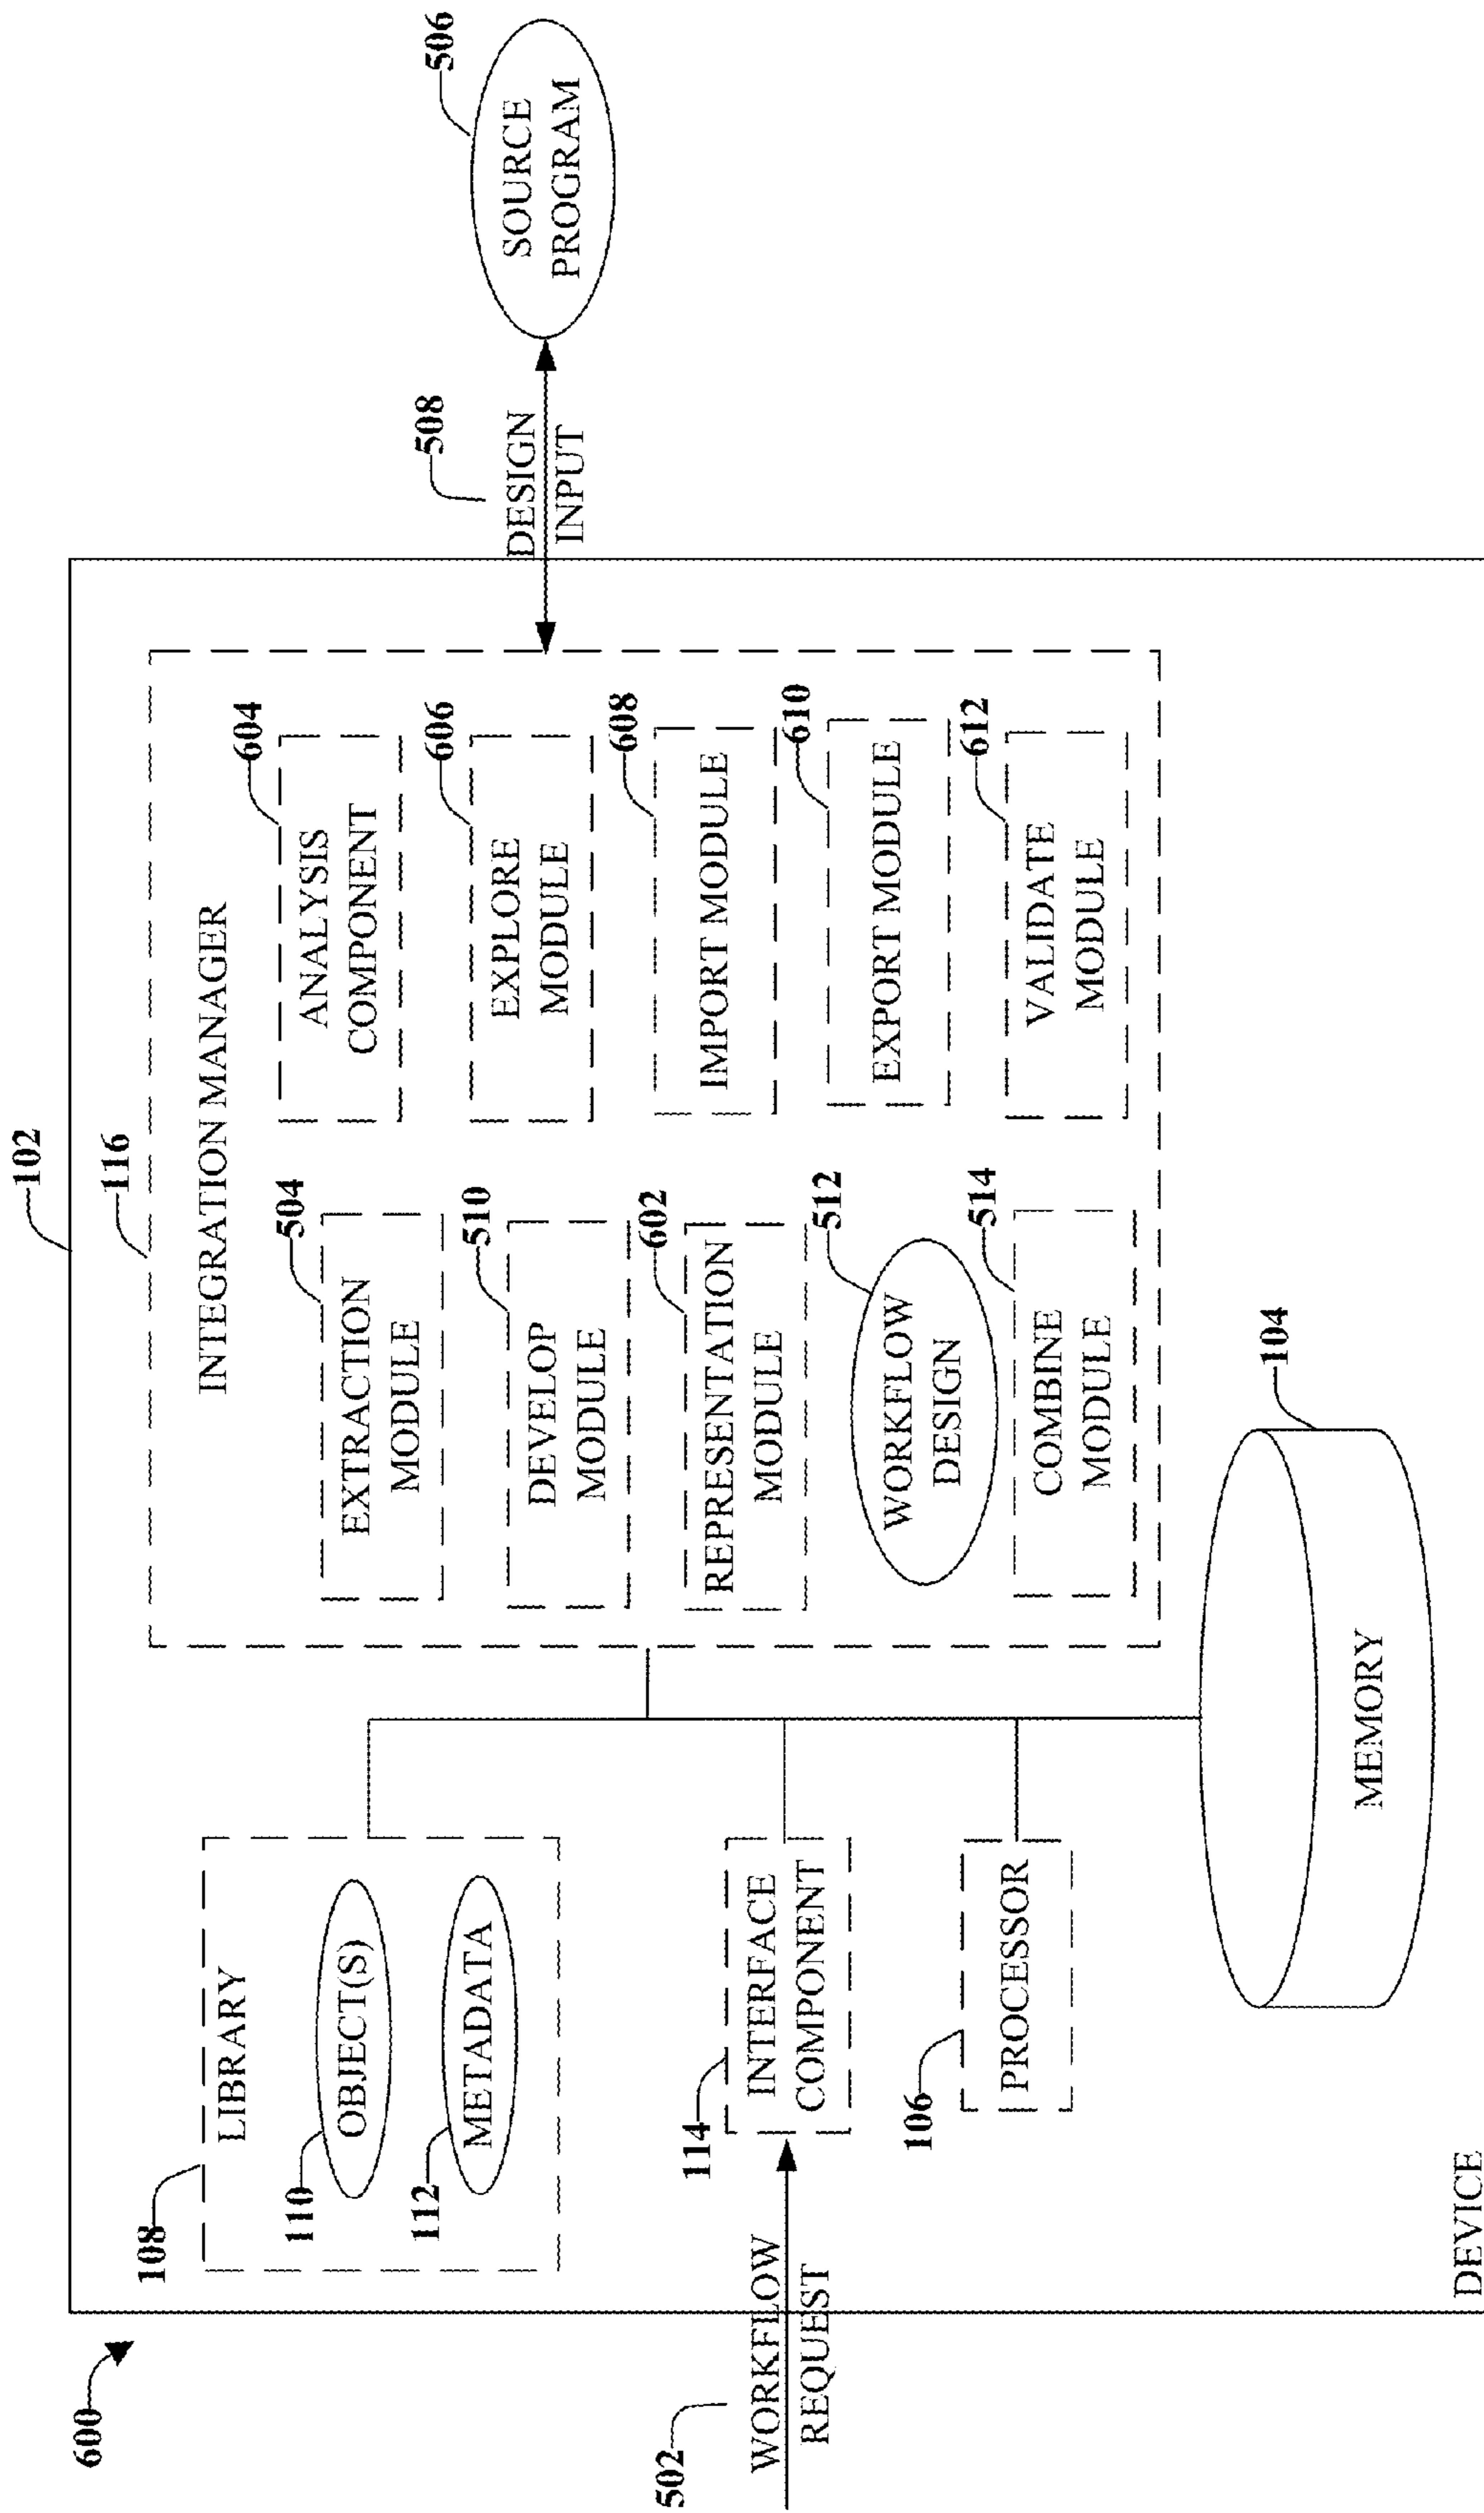 600
102
108
LIBRARY
110
OBJECT(S)
112
METADATA
502
WORKFLOW
REQUEST
114
INTERFACE
COMPONENT
106
PROCESSOR
DEVICE
104
MEMORY
116
INTEGRATION MANAGER
504
EXTRACTION
MODULE
510
DEVELOP
MODULE
602
REPRESENTATION
MODULE
512
WORKFLOW
DESIGN
514
COMBINE
MODULE
604
ANALYSIS
COMPONENT
606
EXPLORE
MODULE
608
IMPORT MODULE
610
EXPORT MODULE
612
VALIDATE
MODULE
508
DESIGN
INPUT
506
SOURCE
PROGRAM